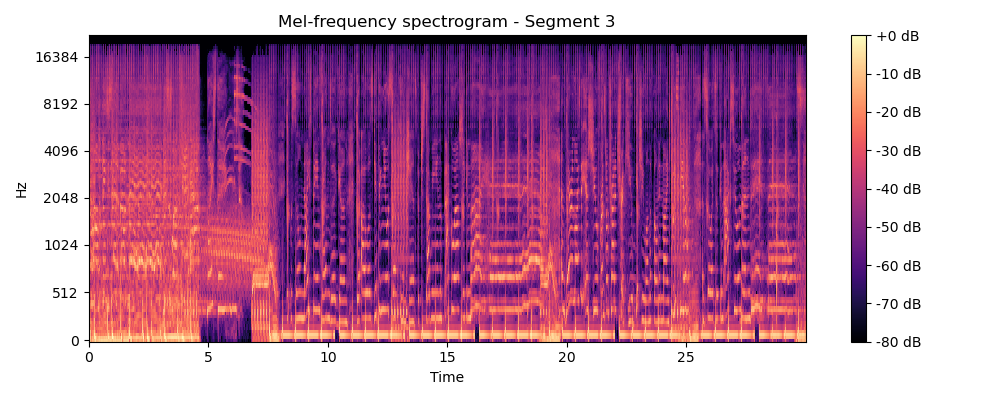 Mel-frequency spectrogram - Segment 3
Hz
16384
8192
4096
2048
1024
512
0
0 5 10 15 20 25
Time
+0 dB
-10 dB
-20 dB
-30 dB
-40 dB
-50 dB
-60 dB
-70 dB
-80 dB